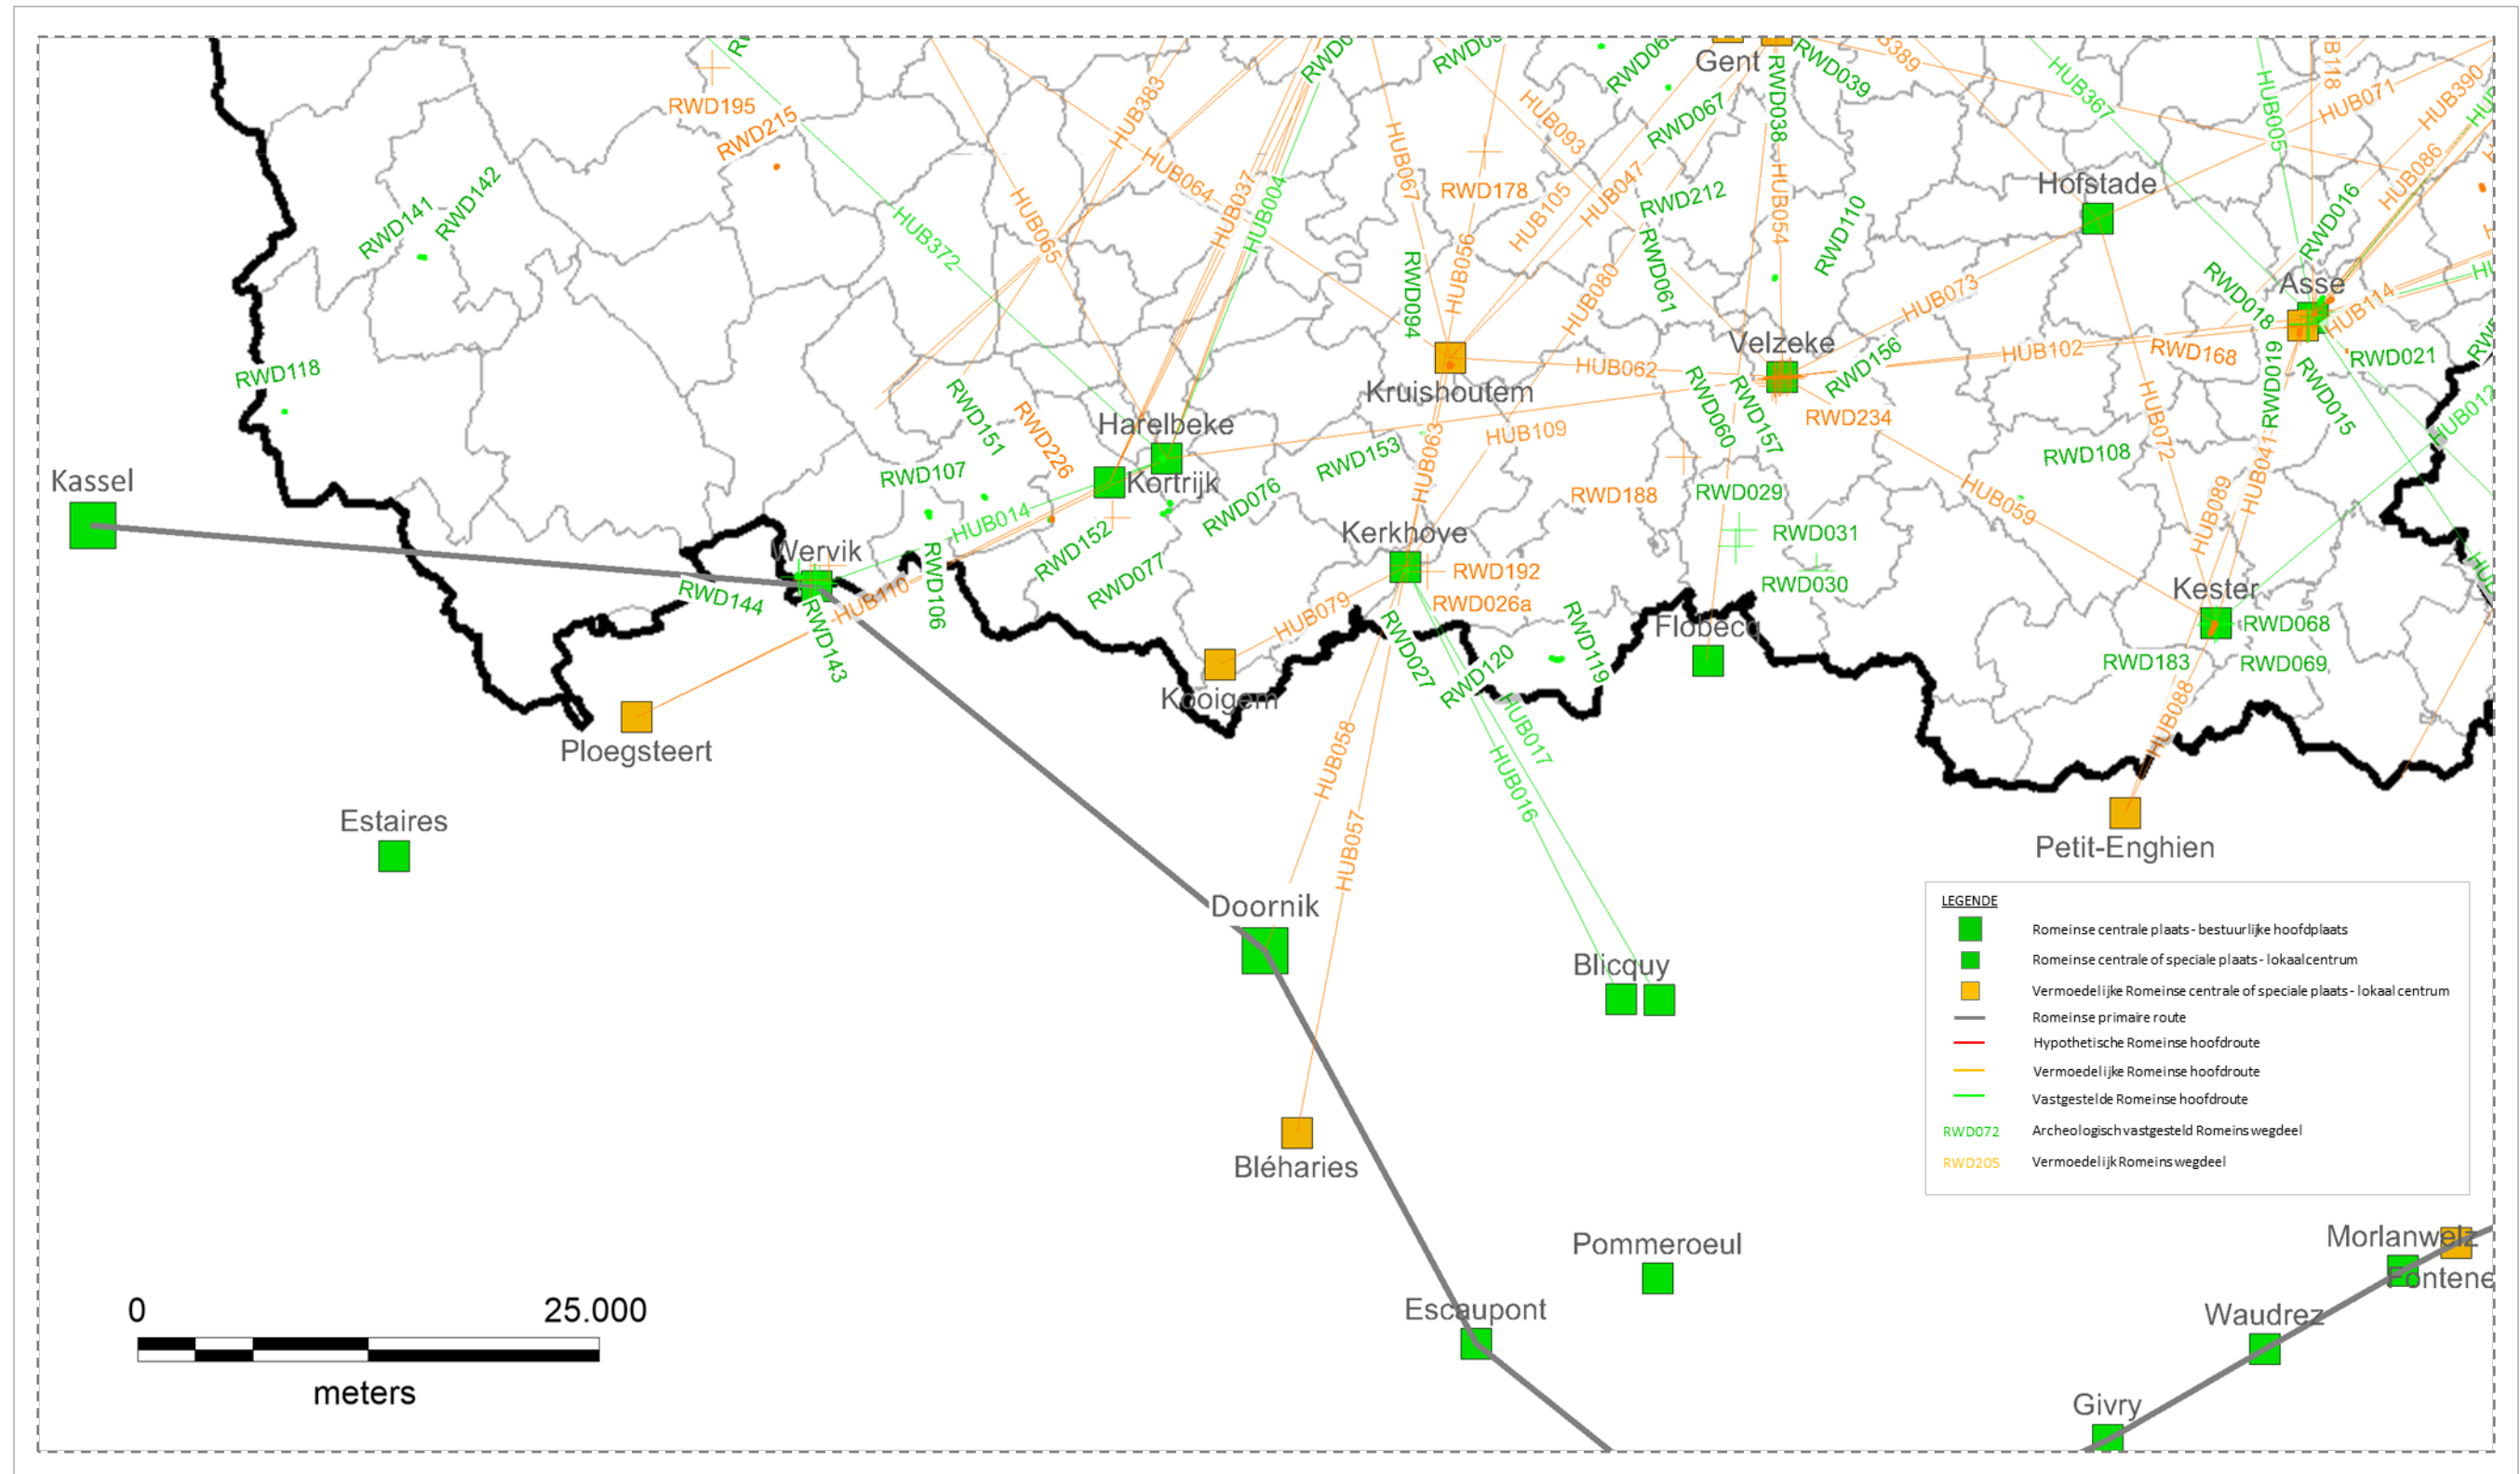 Gent
RWD039
HUB383
RWD195
RWD215
HUB064
HUB067
HUB093
RWD067
RWD038
HUB367
HUB005
B118
HUB071
HUB390
HUB086
RWD141
RWD142
HUB372
HUB065
HUB037
HUB004
RWD178
HUB105
HUB047
RWD212
HUB054
RWD110
Hofstade
RWD016
RWD094
HUB056
HUB080
RWD061
HUB073
RWD018
Asse
HUB114
RWD118
Kruishoutem
HUB062
Velzeke
RWD156
HUB102
RWD168
RWD019
RWD015
RWD021
RWD151
RWD226
Harelbeke
RWD060
RWD157
RWD234
HUB072
HUB012
RWD107
Kortrijk
RWD153
HUB063
HUB109
RWD108
HUB041
Kassel
HUB014
RWD076
RWD188
RWD029
HUB059
HUB089
Wervik
RWD152
Kerkhove
RWD031
RWD144
HUB110
RWD106
RWD077
RWD192
RWD030
Kester
RWD143
HUB079
RWD026a
RWD027
RWD120
RWD119
Flobecq
RWD068
RWD183
RWD069
Kooigem
HUB017
HUB088
Ploegsteert
HUB058
HUB016
Estaires
HUB057
Petit-Enghien
Doornik
Blicquy
LEGENDE
Romeinse centrale plaats - bestuurlijke hoofdplaats
Romeinse centrale of speciale plaats - lokaal centrum
Vermoedelijke Romeinse centrale of speciale plaats - lokaal centrum
Romeinse primaire route
Hypothetische Romeinse hoofdroute
Vermoedelijke Romeinse hoofdroute
Vastgestelde Romeinse hoofdroute
RWD072 Archeologisch vastgesteld Romeins wegdeel
RWD205 Vermoedelijk Romeins wegdeel
Bléharies
Pommeroeul
Morlanwelz
Fontene
Escaupont
Waudrez
Givry
0 25.000
meters